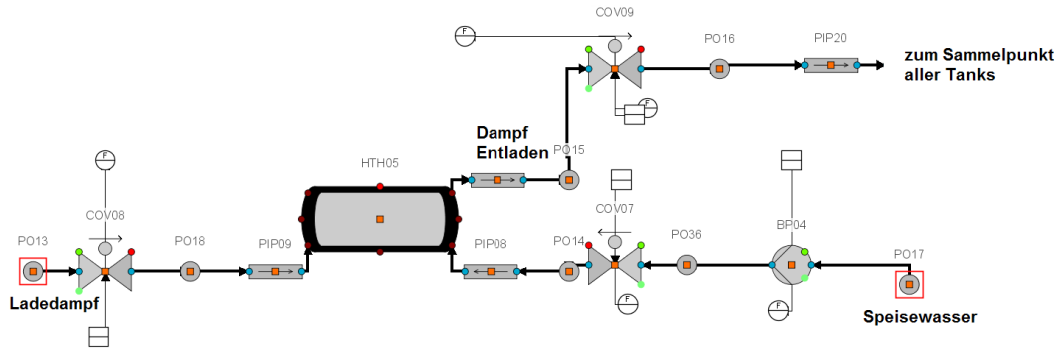 COV09
F
PO16
PIP20
zum Sammelpunkt
aller Tanks
F
Dampf
Entladen
PO15
HTH05
F
COV08
COV07
BP04
PO13
PO18
PIP09
PIP08
PO14
PO36
PO17
Ladedampf
F
F
Speisewasser